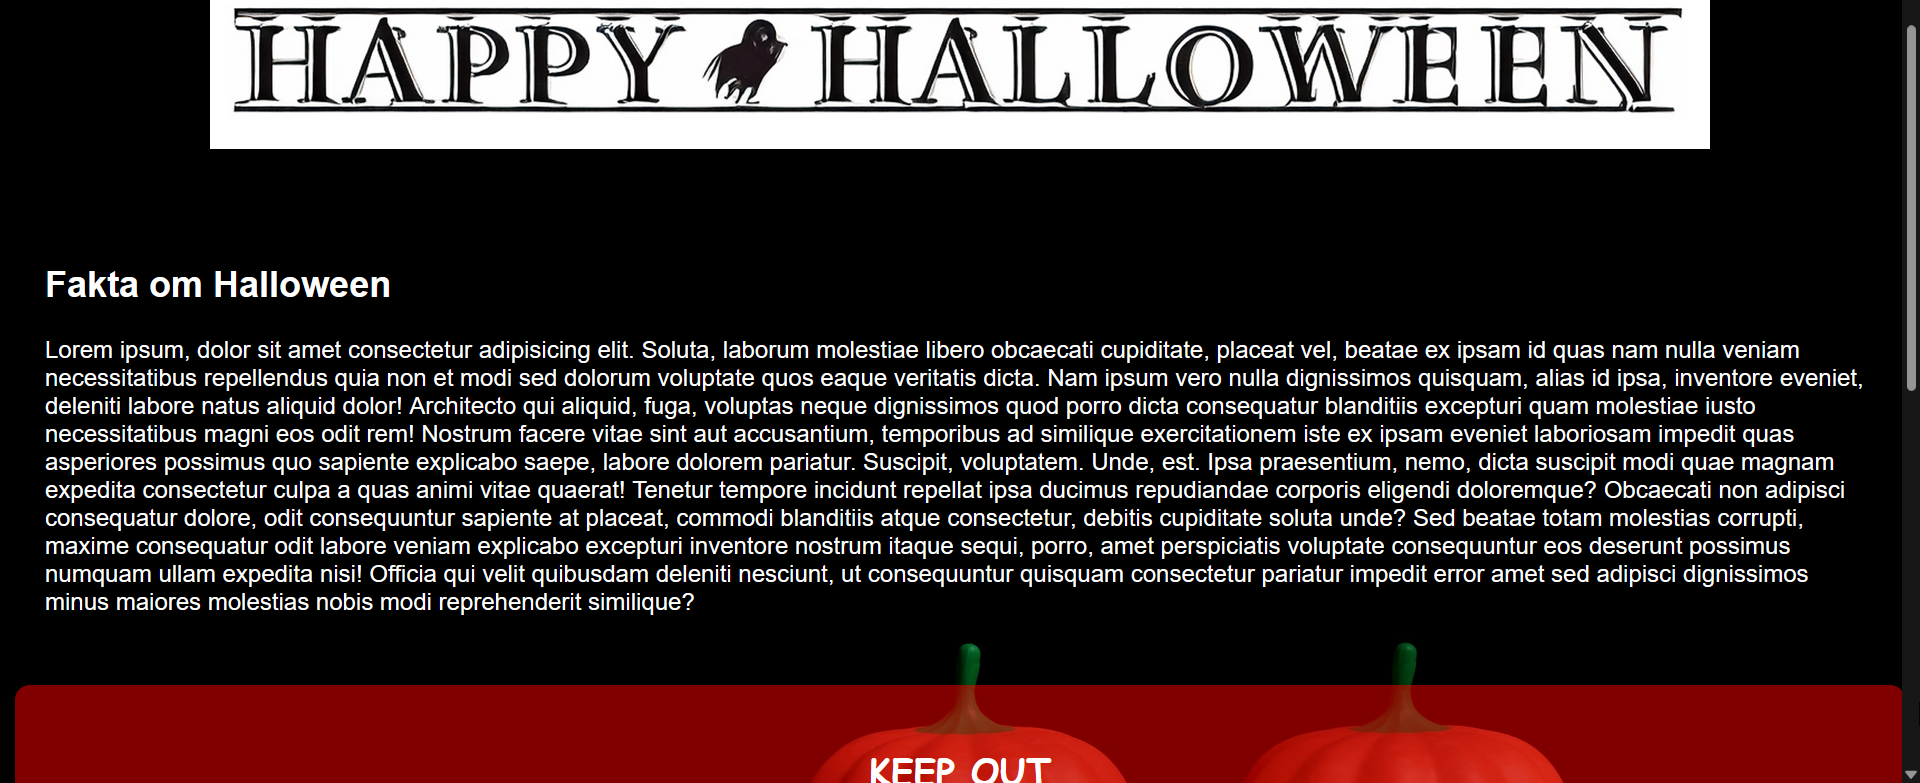 HAPPY HALLOWEEN
Fakta om Halloween
Lorem ipsum, dolor sit amet consectetur adipisicing elit. Soluta, laborum molestiae libero obcaecati cupiditate, placeat vel, beatae ex ipsam id quas nam nulla veniam
necessitatibus repellendus quia non et modi sed dolorum voluptate quos eaque veritatis dicta. Nam ipsum vero nulla dignissimos quisquam, alias id ipsa, inventore eveniet,
deleniti labore natus aliquid dolor! Architecto qui aliquid, fuga, voluptas neque dignissimos quod porro dicta consequatur blanditiis excepturi quam molestiae iusto
necessitatibus magni eos odit rem! Nostrum facere vitae sint aut accusantium, temporibus ad similique exercitationem iste ex ipsam eveniet laboriosam impedit quas
asperiores possimus quo sapiente explicabo saepe, labore dolorem pariatur. Suscipit, voluptatem. Unde, est. Ipsa praesentium, nemo, dicta suscipit modi quae magnam
expedita consectetur culpa a quas animi vitae quaerat! Tenetur tempore incidunt repellat ipsa ducimus repudiandae corporis eligendi doloremque? Obcaecati non adipisci
consequatur dolore, odit consequuntur sapiente at placeat, commodi blanditiis atque consectetur, debitis cupiditate soluta unde? Sed beatae totam molestias corrupti,
maxime consequatur odit labore veniam explicabo excepturi inventore nostrum itaque sequi, porro, amet perspiciatis voluptate consequuntur eos deserunt possimus
numquam ullam expedita nisi! Officia qui velit quibusdam deleniti nesciunt, ut consequuntur quisquam consectetur pariatur impedit error amet sed adipisci dignissimos
minus maiores molestias nobis modi reprehenderit similique?
KEEP OUT